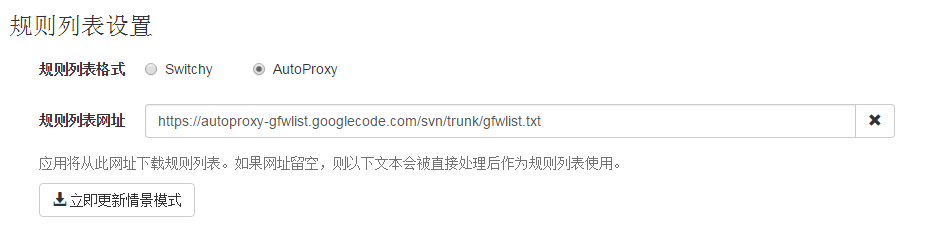 规则列表设置
规则列表格式 Switchy AutoProxy
规则列表网址 https://autoproxy-gfwlist.googlecode.com/svn/trunk/gfwlist.txt
应用将从此网址下载规则列表。如果网址留空，则以下文本会被直接处理后作为规则列表使用。
立即更新情景模式